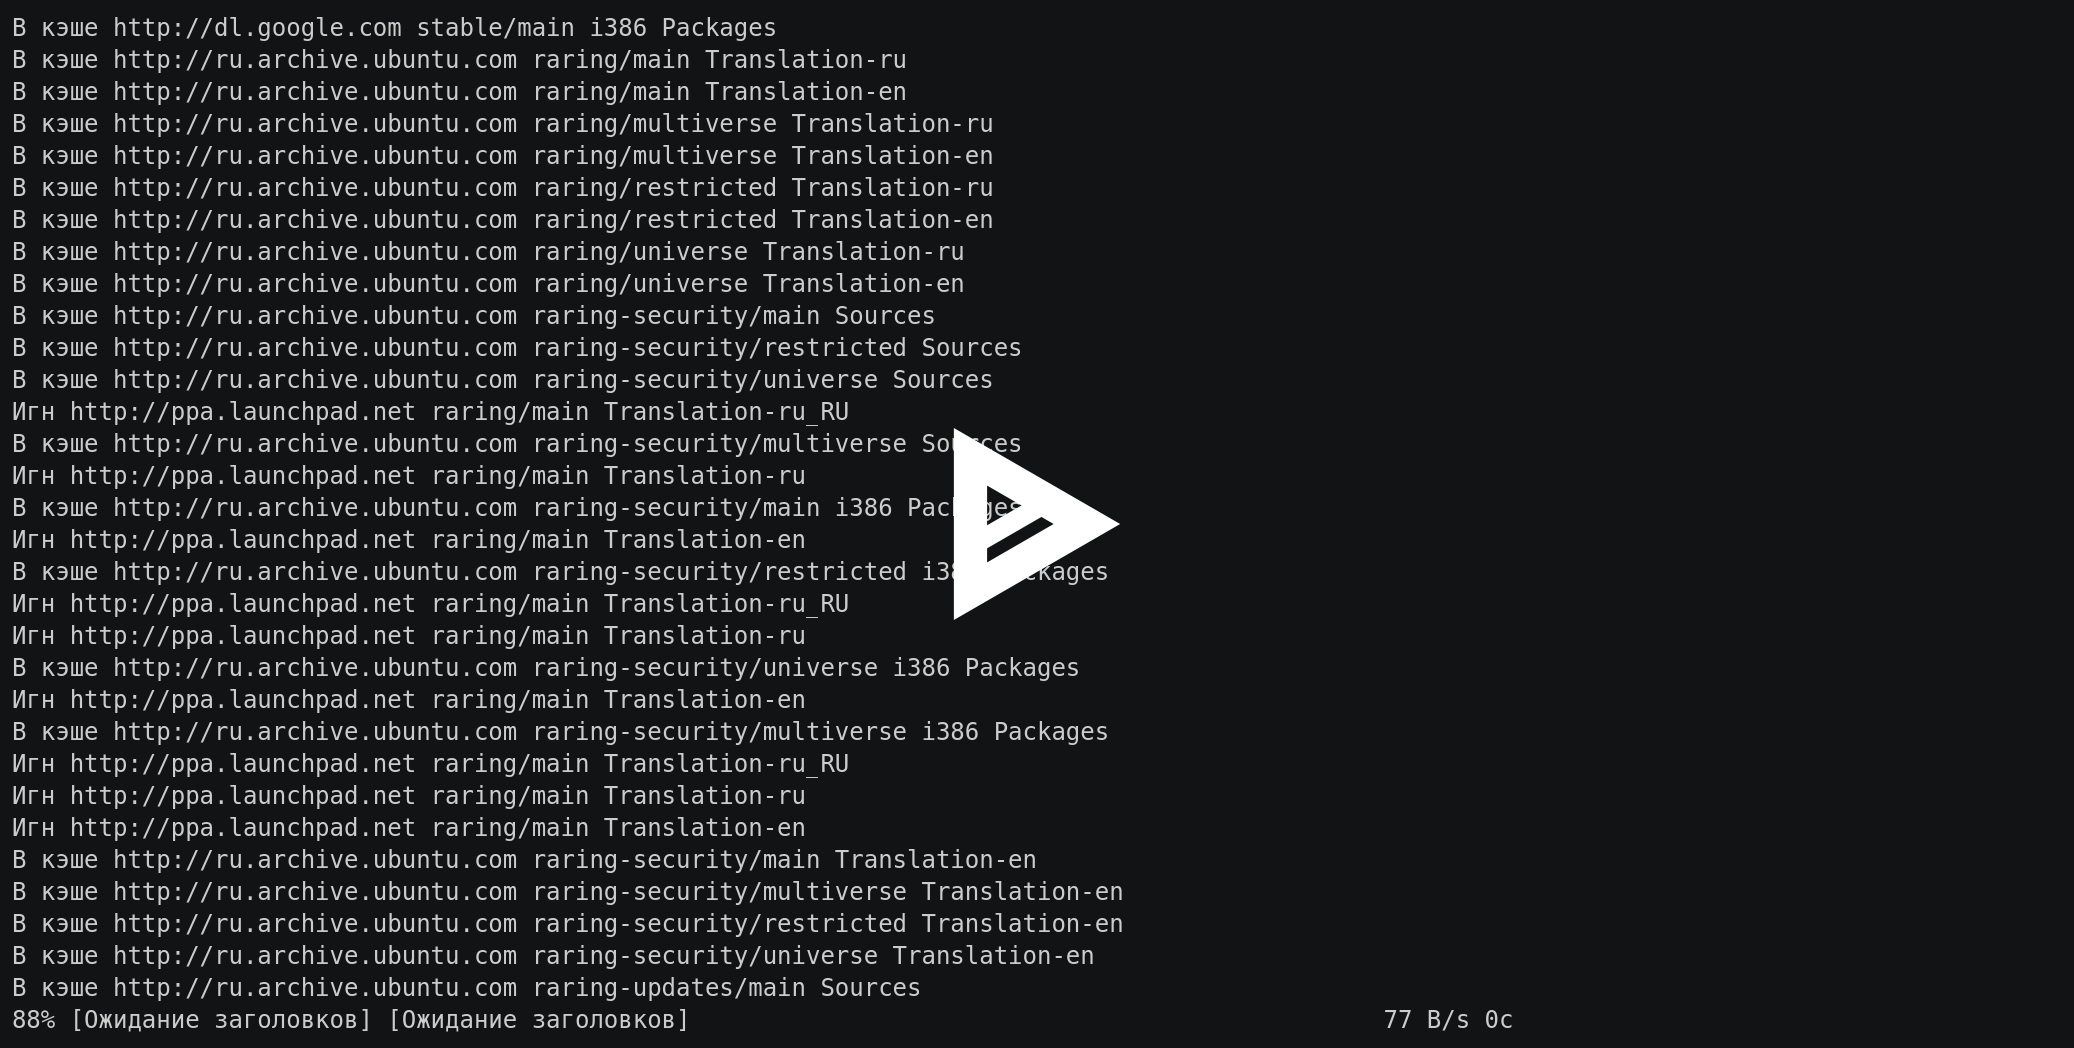 В кэше http://dl.google.com stable/main i386 Packages
В кэше http://ru.archive.ubuntu.com raring/main Translation-ru
В кэше http://ru.archive.ubuntu.com raring/main Translation-en
В кэше http://ru.archive.ubuntu.com raring/multiverse Translation-ru
В кэше http://ru.archive.ubuntu.com raring/multiverse Translation-en
В кэше http://ru.archive.ubuntu.com raring/restricted Translation-ru
В кэше http://ru.archive.ubuntu.com raring/restricted Translation-en
В кэше http://ru.archive.ubuntu.com raring/universe Translation-ru
В кэше http://ru.archive.ubuntu.com raring/universe Translation-en
В кэше http://ru.archive.ubuntu.com raring-security/main Sources
В кэше http://ru.archive.ubuntu.com raring-security/restricted Sources
В кэше http://ru.archive.ubuntu.com raring-security/universe Sources
Игн http://ppa.launchpad.net raring/main Translation-ru_RU
В кэше http://ru.archive.ubuntu.com raring-security/multiverse Sources
Игн http://ppa.launchpad.net raring/main Translation-ru
В кэше http://ru.archive.ubuntu.com raring-security/main i386 Packages
Игн http://ppa.launchpad.net raring/main Translation-en
В кэше http://ru.archive.ubuntu.com raring-security/restricted i386 Packages
Игн http://ppa.launchpad.net raring/main Translation-ru_RU
Игн http://ppa.launchpad.net raring/main Translation-ru
В кэше http://ru.archive.ubuntu.com raring-security/universe i386 Packages
Игн http://ppa.launchpad.net raring/main Translation-en
В кэше http://ru.archive.ubuntu.com raring-security/multiverse i386 Packages
Игн http://ppa.launchpad.net raring/main Translation-ru_RU
Игн http://ppa.launchpad.net raring/main Translation-ru
Игн http://ppa.launchpad.net raring/main Translation-en
В кэше http://ru.archive.ubuntu.com raring-security/main Translation-en
В кэше http://ru.archive.ubuntu.com raring-security/multiverse Translation-en
В кэше http://ru.archive.ubuntu.com raring-security/restricted Translation-en
В кэше http://ru.archive.ubuntu.com raring-security/universe Translation-en
В кэше http://ru.archive.ubuntu.com raring-updates/main Sources
88% [Ожидание заголовков] [Ожидание заголовков] 77 B/s 0с